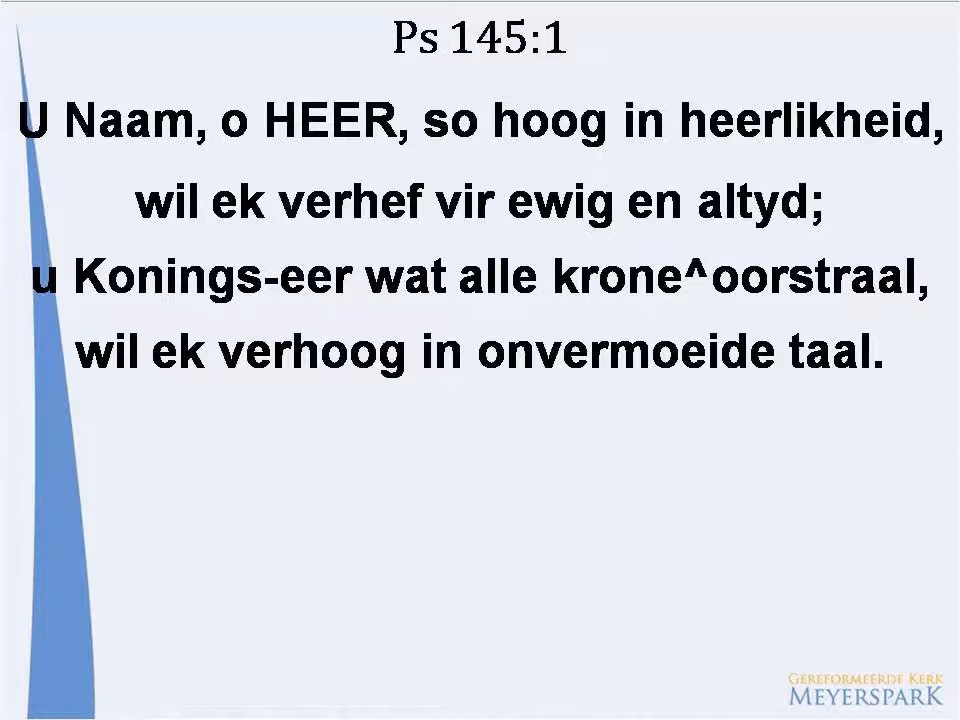 Ps 145:1
U Naam, o HEER, so hoog in heerlikheid,
wil ek verhef vir ewig en altyd;
u Konings-eer wat alle krone^oorstraal,
wil ek verhoog in onvermoeide taal.
GEREFORMEERDE KERK
MEYERSPARK